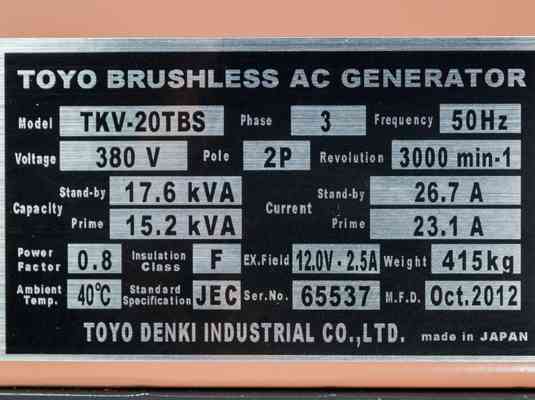 TOYO BRUSHLESS AC GENERATOR
Model TKV-20TBS Phase 3 Frequency 50Hz
Voltage 380 V Pole 2P Revolution 3000 min-1
Capacity Stand-by 17.6 kVA Current Stand-by 26.7 A
Prime 15.2 kVA Prime 23.1 A
Power Factor 0.8 Insulation Class F EX.Field 12.0V - 2.5A Weight 415kg
Ambient Temp. 40℃ Standard Specification JEC Ser.No. 65537 M.F.D. Oct.2012
TOYO DENKI INDUSTRIAL CO.,LTD. made in JAPAN